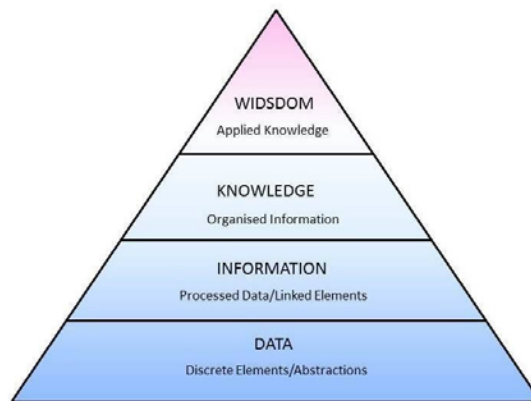 WIDSDOM
Applied Knowledge
KNOWLEDGE
Organised Information
INFORMATION
Processed Data/Linked Elements
DATA
Discrete Elements/Abstractions